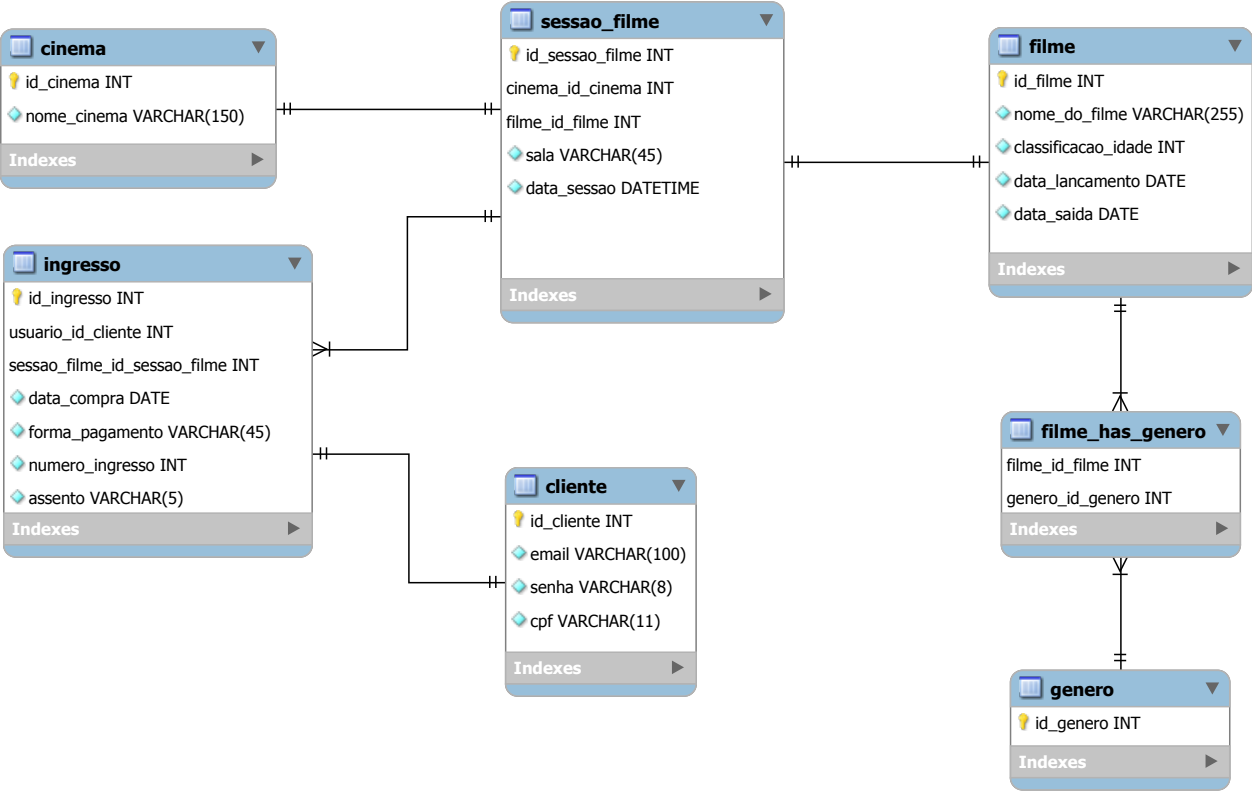 cinema
id_cinema INT
nome_cinema VARCHAR(150)
Indexes
sessao_filme
id_sessao_filme INT
cinema_id_cinema INT
filme_id_filme INT
sala VARCHAR(45)
data_sessao DATETIME
Indexes
filme
id_filme INT
nome_do_filme VARCHAR(255)
classificacao_idade INT
data_lancamento DATE
data_saida DATE
Indexes
ingresso
id_ingresso INT
usuario_id_cliente INT
sessao_filme_id_sessao_filme INT
data_compra DATE
forma_pagamento VARCHAR(45)
numero_ingresso INT
assento VARCHAR(5)
Indexes
cliente
id_cliente INT
email VARCHAR(100)
senha VARCHAR(8)
cpf VARCHAR(11)
Indexes
filme_has_genero
filme_id_filme INT
genero_id_genero INT
Indexes
genero
id_genero INT
Indexes